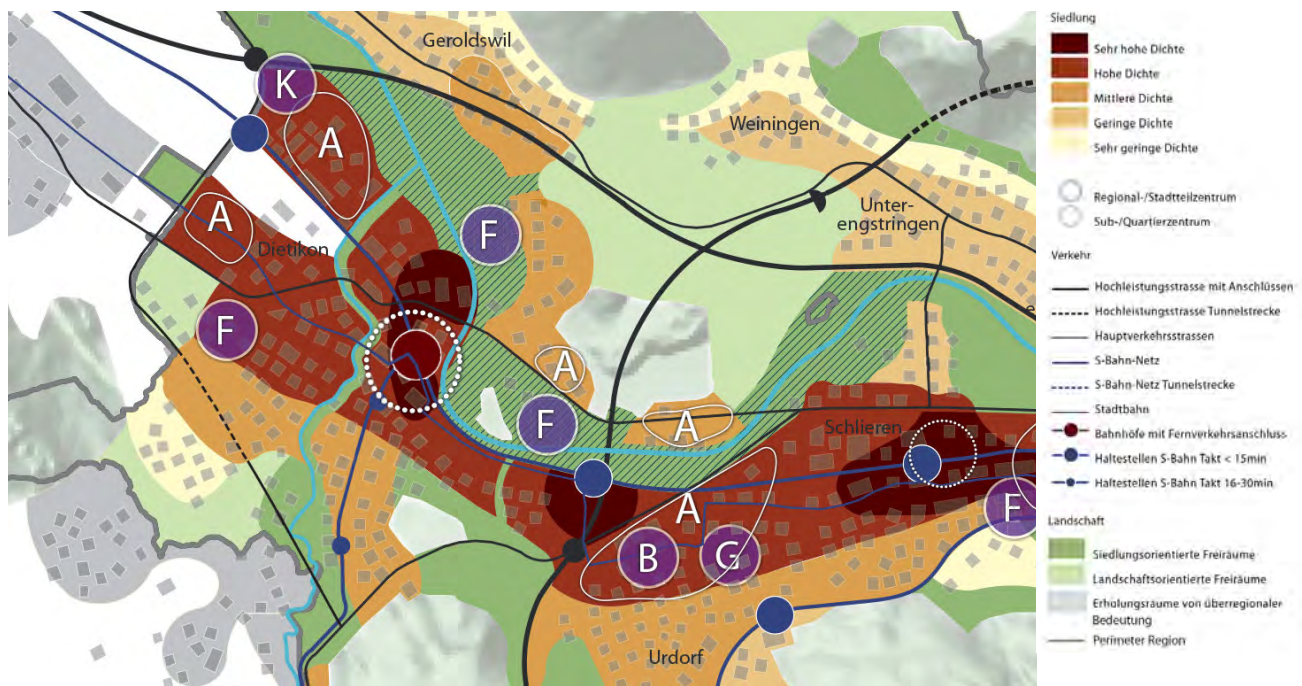 Geroldswil
K
A
Weiningen
A
Dietikon
F
Unter-
engstringen
F
e
A
F
A
Schlieren
A
F
B
G
Urdorf
Siedlung
Sehr hohe Dichte
Hohe Dichte
Mittlere Dichte
Geringe Dichte
Sehr geringe Dichte
Regional-/Stadtteilzentrum
Sub-/Quartierzentrum
Verkehr
Hochleistungsstrasse mit Anschlüssen
Hochleistungsstrasse Tunnelstrecke
Hauptverkehrsstrassen
S-Bahn-Netz
S-Bahn-Netz Tunnelstrecke
Stadtbahn
Bahnhöfe mit Fernverkehrsanschluss
Haltestellen S-Bahn Takt < 15min
Haltestellen S-Bahn Takt 16-30min
Landschaft
Siedlungsorientierte Freiräume
Landschaftsorientierte Freiräume
Erholungsräume von überregionaler
Bedeutung
Perimeter Region